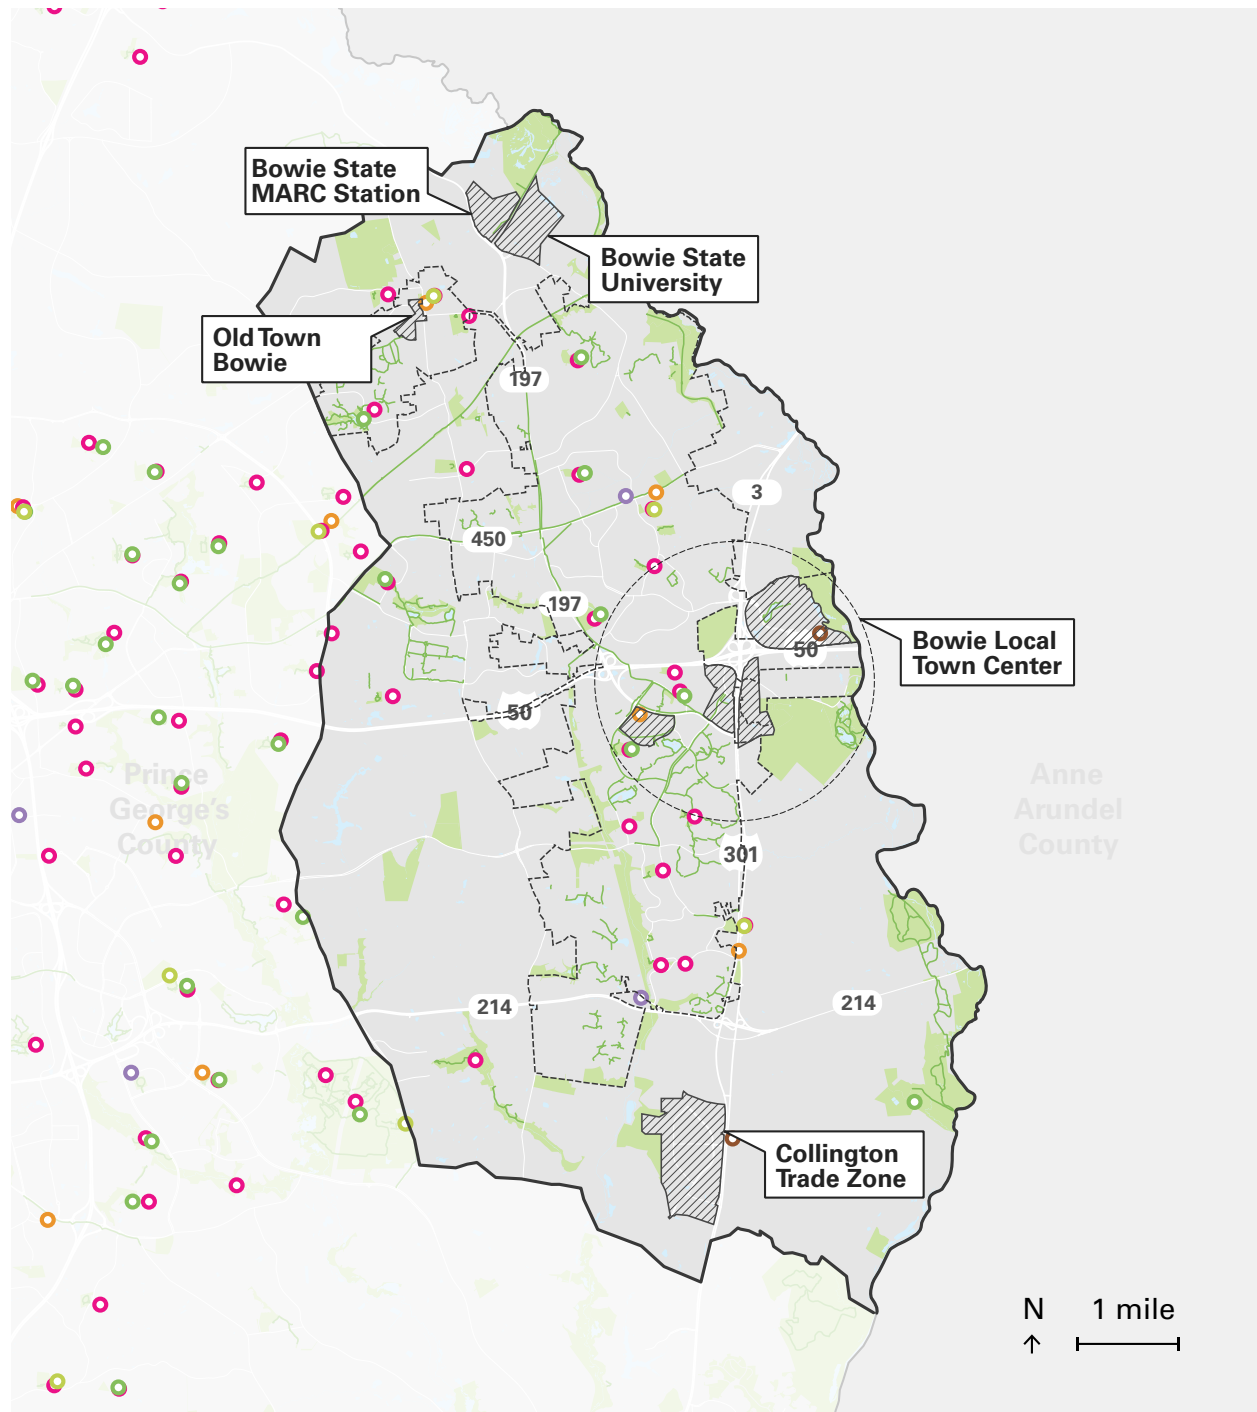 Bowie State
MARC Station
Bowie State
University
Old Town
Bowie
197
3
450
197
Bowie Local
Town Center
50
50
Prince
George's
County
Anne
Arundel
County
301
214
214
Collington
Trade Zone
N
1 mile